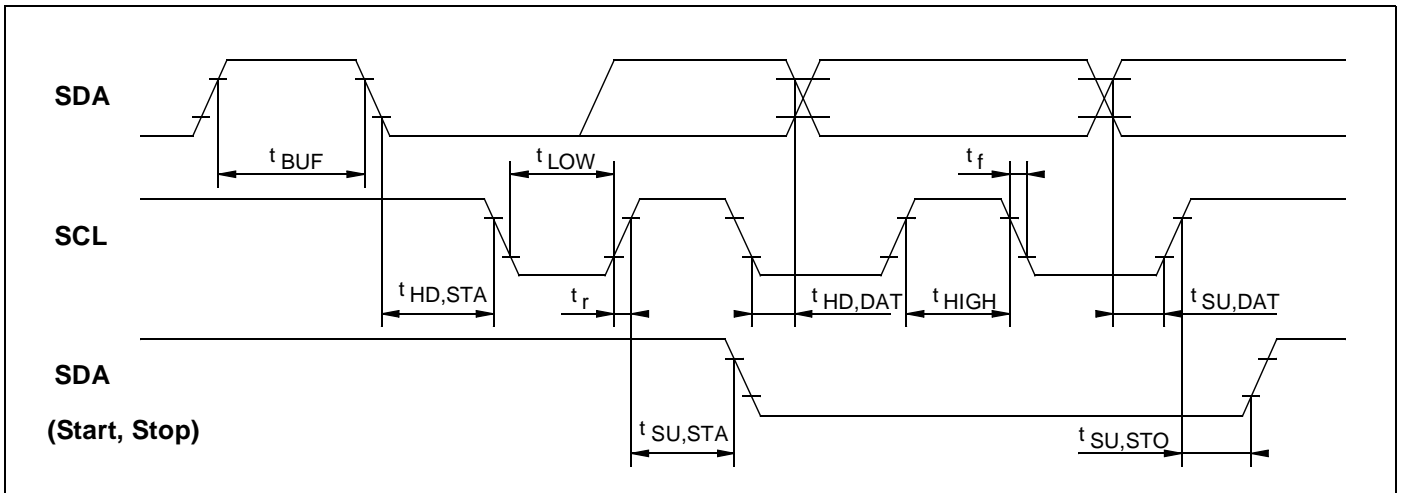 SDA
t BUF
t LOW
t f
SCL
t HD,STA
t r
t HD,DAT
t HIGH
t SU,DAT
SDA
(Start, Stop)
t SU,STA
t SU,STO